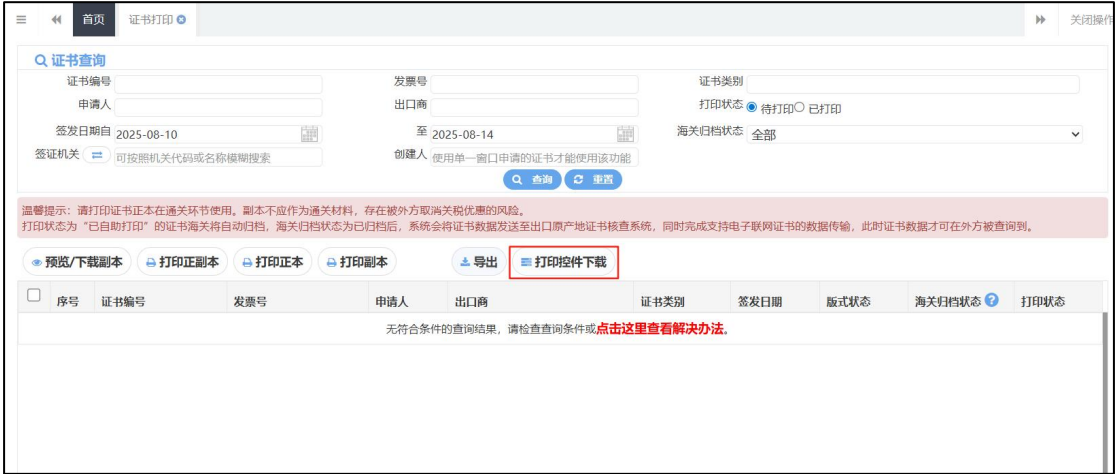 首页 证书打印 关闭操作
证书查询
证书编号 发票号 证书类别
申请人 出口商 打印状态 待打印 已打印
签发日期自 2025-08-10 至 2025-08-14 海关归档状态 全部
签证机关 可按照机关代码或名称模糊搜索 创建人 使用单一窗口申请的证书才能使用该功能
查询 重置
温馨提示：请打印证书正本在通关环节使用。副本不应作为通关材料，存在被外方取消关税优惠的风险。
打印状态为“已自助打印”的证书海关将自动归档，海关归档状态为已归档后，系统会将证书数据发送至出口原产地证书核查系统，同时完成支持电子联网证书的数据传输，此时证书数据才可在外方被查询到。
预览/下载副本 打印正副本 打印正本 打印副本 导出 打印控件下载
序号 证书编号 发票号 申请人 出口商 证书类别 签发日期 版式状态 海关归档状态 ? 打印状态
无符合条件的查询结果，请检查查询条件或点击这里查看解决办法。